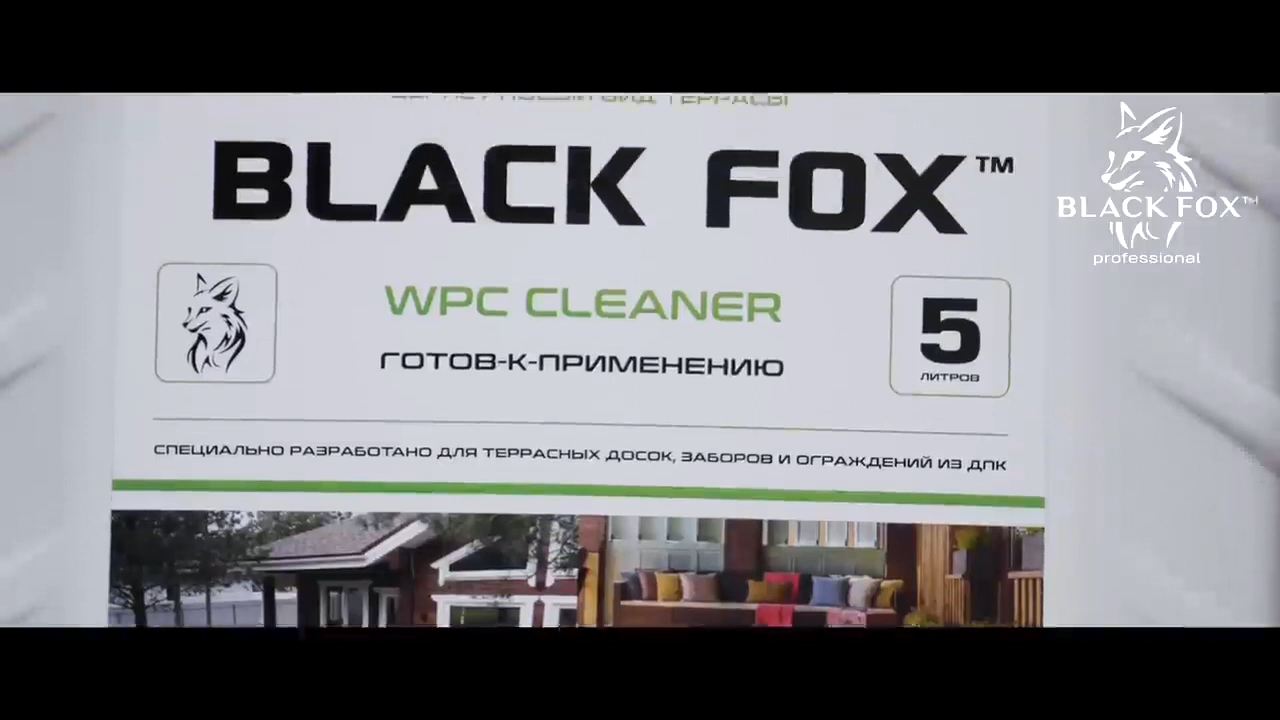 ТЕРРАСЫ
BLACK FOX™
WPC CLEANER
ГОТОВ-К-ПРИМЕНЕНИЮ
5
ЛИТРОВ
СПЕЦИАЛЬНО РАЗРАБОТАНО ДЛЯ ТЕРРАСНЫХ ДОСОК, ЗАБОРОВ И ОГРАЖДЕНИЙ ИЗ ДПК
BLACK FOX™
professional